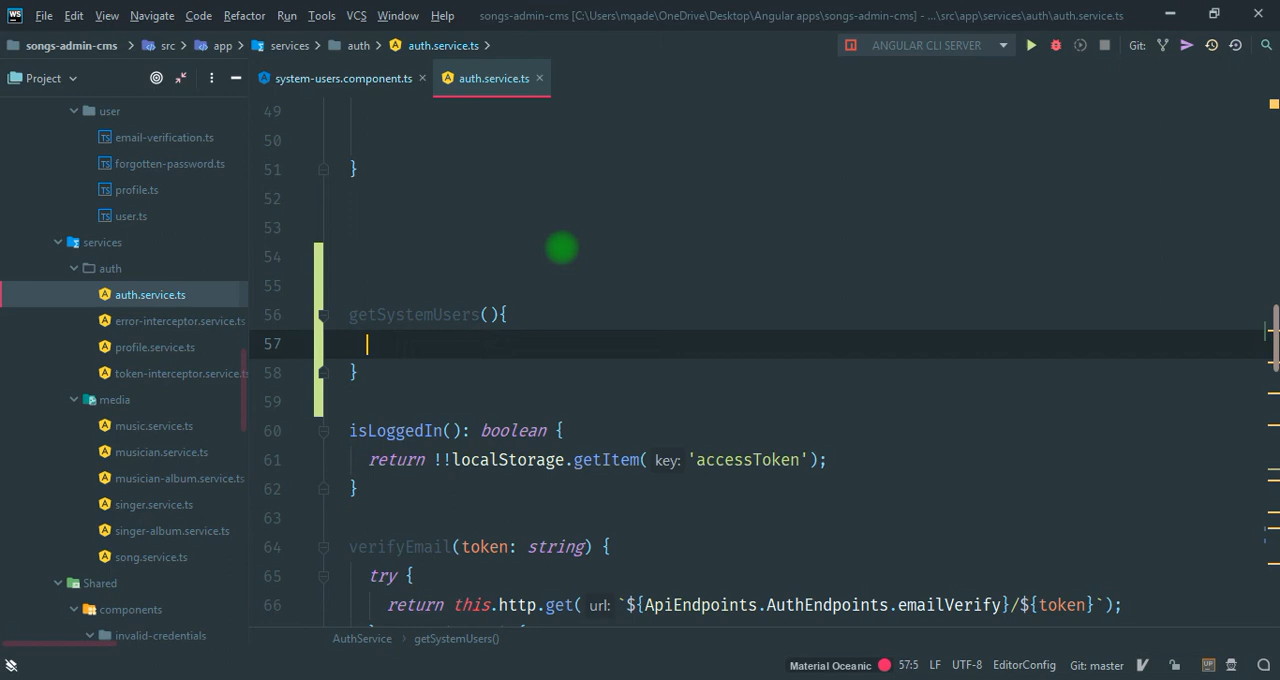 WS File Edit View Navigate Code Refactor Run Tools VCS Window Help songs-admin-cms [C:\Users\mqade\OneDrive\Desktop\Angular apps\songs-admin-cms] - ...\src\app\services\auth\auth.service.ts
songs-admin-cms src app services auth auth.service.ts ANGULAR CLI SERVER Git:
Project system-users.component.ts auth.service.ts
user
TS email-verification.ts
TS forgotten-password.ts
TS profile.ts
TS user.ts
services
auth
auth.service.ts
error-interceptor.service.ts
profile.service.ts
token-interceptor.service.ts
media
music.service.ts
musician.service.ts
musician-album.service.ts
singer.service.ts
singer-album.service.ts
song.service.ts
Shared
components
invalid-credentials
49
50
51 }
52
53
54
55
56 getSystemUsers(){
57
58 }
59
60 isLoggedIn(): boolean {
61 return !!localStorage.getItem( key: 'accessToken');
62 }
63
64 verifyEmail(token: string) {
65 try {
66 return this.http.get( url: `${ApiEndpoints.AuthEndpoints.emailVerify}/${token}`);
AuthService getSystemUsers()
Material Oceanic 57:5 LF UTF-8 EditorConfig Git: master UP